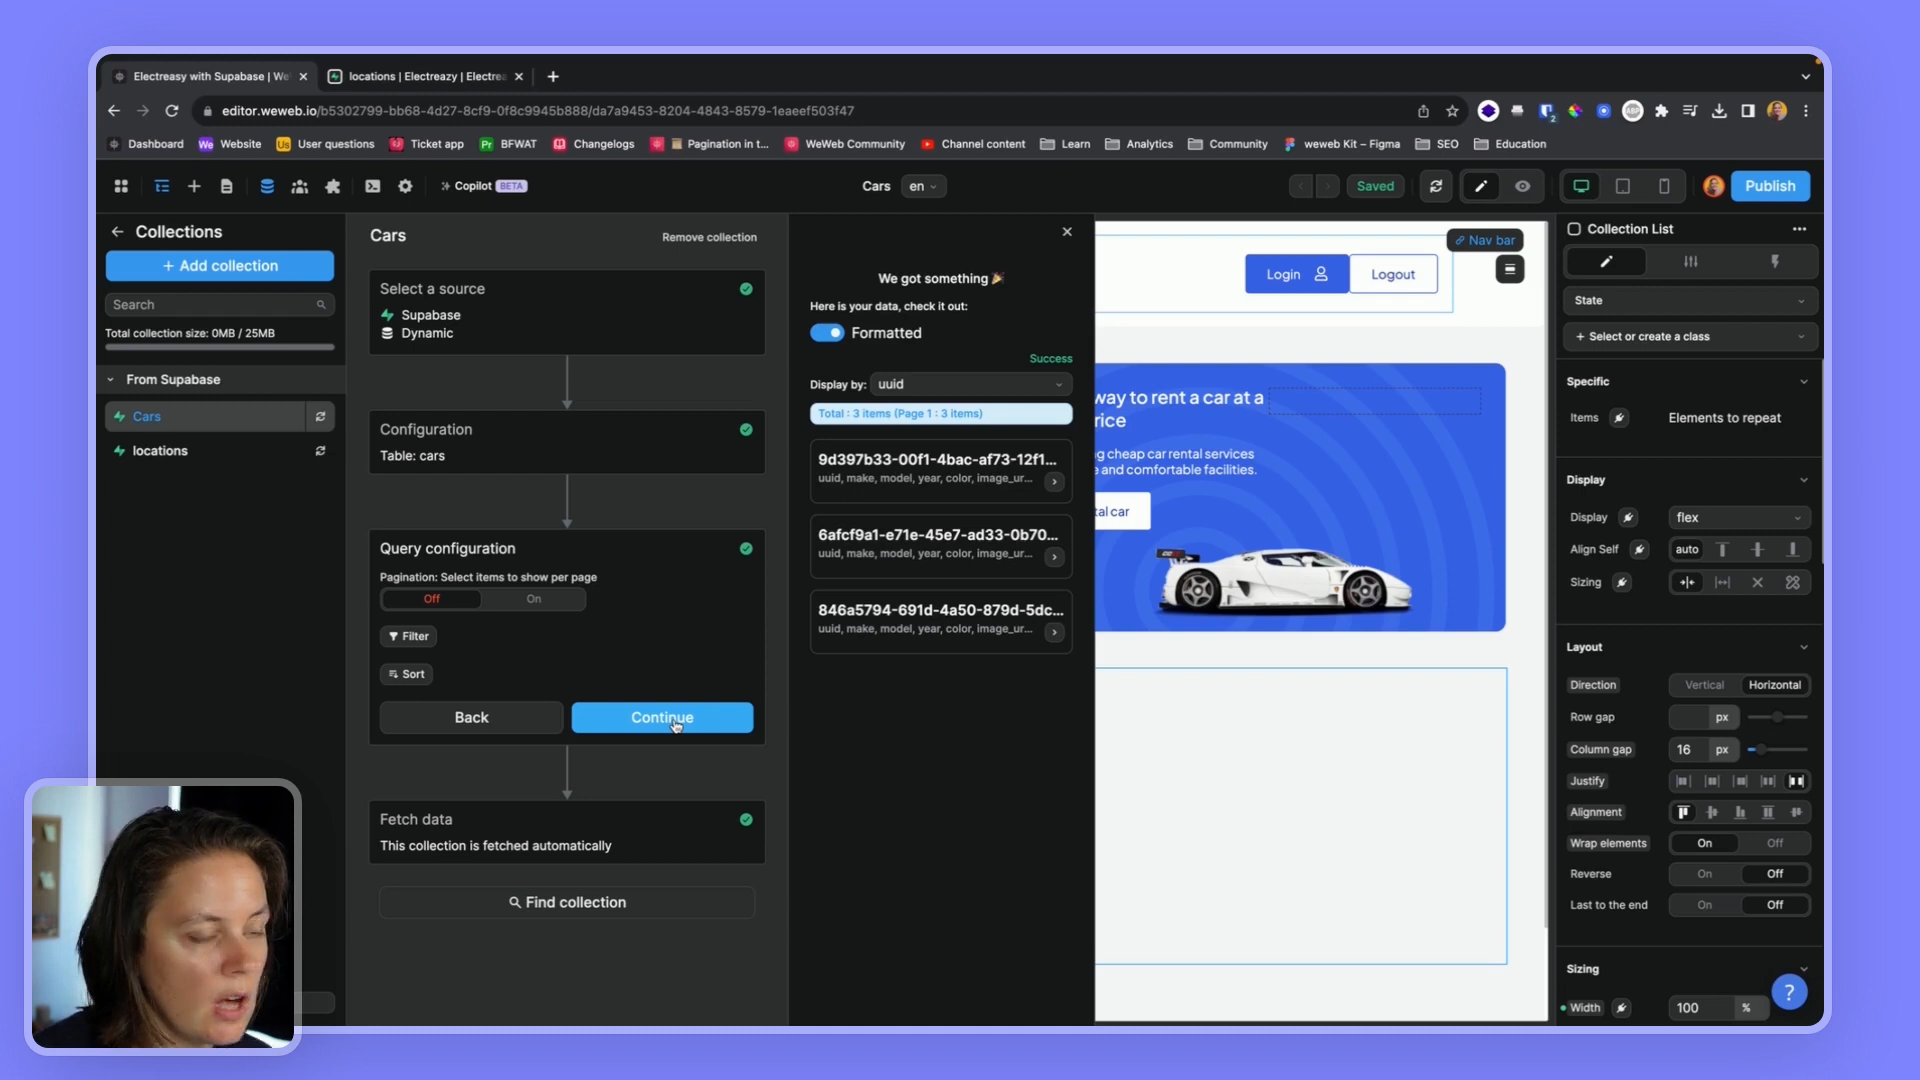 Electreasy with Supabase | We
locations | Electreazy | Electrea
editor.weweb.io/b5302799-bb68-4d27-8cf9-0f8c9945b888/da7a9453-8204-4843-8579-1eaeef503f47
Dashboard
We Website
Us User questions
Ticket app
Pr BFWAT
Changelogs
Pagination in t...
WeWeb Community
Channel content
Learn
Analytics
Community
weweb Kit – Figma
SEO
Education
Copilot BETA
Cars
en
Saved
Publish
Collections
+ Add collection
Search
Total collection size: 0MB / 25MB
From Supabase
Cars
locations
Cars
Remove collection
Select a source
Supabase
Dynamic
Configuration
Table: cars
Query configuration
Pagination: Select items to show per page
Off
On
Filter
Sort
Back
Continue
Fetch data
This collection is fetched automatically
Find collection
We got something 🎉
Here is your data, check it out:
Formatted
Success
Display by:
uuid
Total : 3 items (Page 1 : 3 items)
9d397b33-00f1-4bac-af73-12f1...
uuid, make, model, year, color, image_ur...
6afcf9a1-e71e-45e7-ad33-0b70...
uuid, make, model, year, color, image_ur...
846a5794-691d-4a50-879d-5dc...
uuid, make, model, year, color, image_ur...
Nav bar
Login
Logout
way to rent a car at a
rice
g cheap car rental services
e and comfortable facilities.
tal car
Collection List
State
+ Select or create a class
Specific
Items
Elements to repeat
Display
Display
flex
Align Self
auto
Sizing
Layout
Direction
Vertical
Horizontal
Row gap
px
Column gap
16
px
Justify
Alignment
Wrap elements
On
Off
Reverse
On
Off
Last to the end
On
Off
Sizing
Width
100
%
?